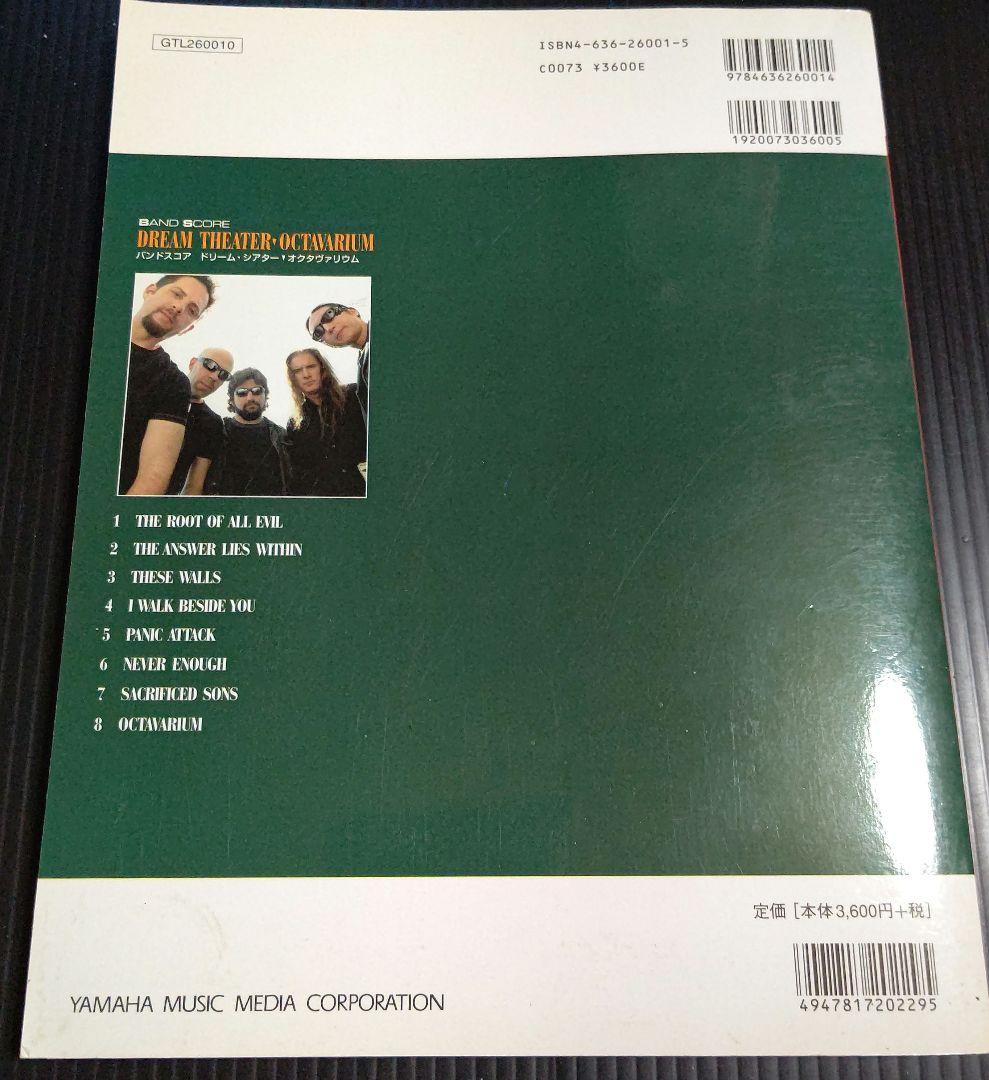 GTL260010
ISBN4-636-26001-5
C0073 ¥3600E
9784636260014
1920073036005
BAND SCORE
DREAM THEATER▼OCTAVARIUM
バンドスコア ドリーム・シアター▼オクタヴァリウム
1 THE ROOT OF ALL EVIL
2 THE ANSWER LIES WITHIN
3 THESE WALLS
4 I WALK BESIDE YOU
5 PANIC ATTACK
6 NEVER ENOUGH
7 SACRIFICED SONS
8 OCTAVARIUM
定価[本体3,600円+税]
4947817202295
YAMAHA MUSIC MEDIA CORPORATION